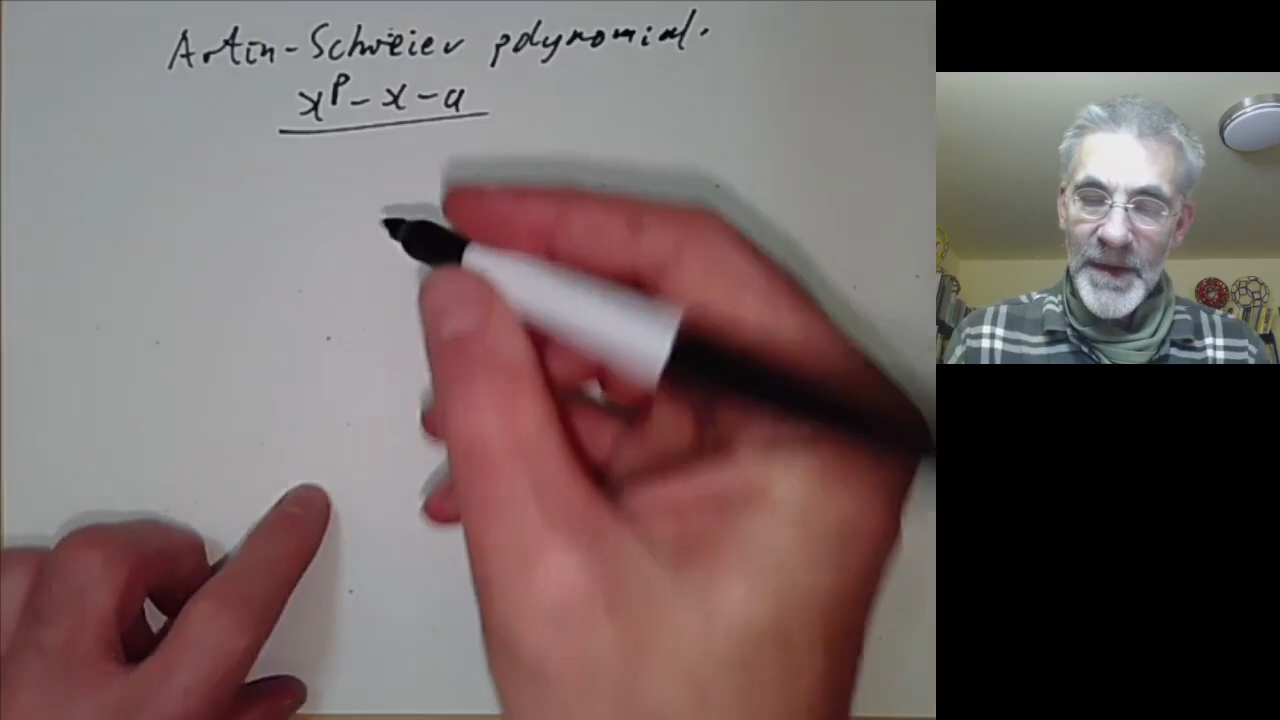 Artin-Schreier polynomial.
x^p - x - a